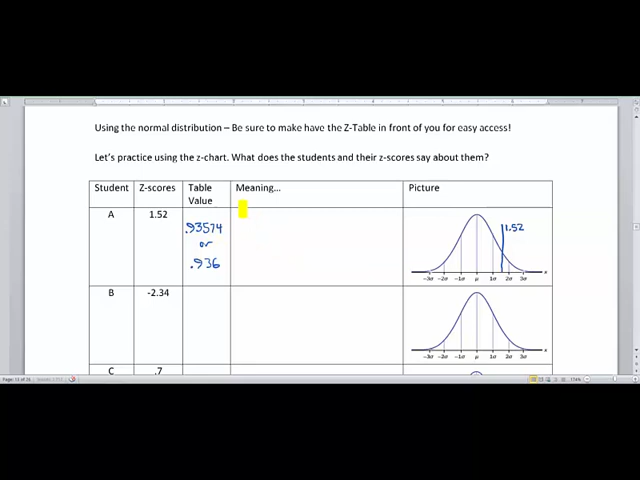 Using the normal distribution – Be sure to make have the Z-Table in front of you for easy access!
Let's practice using the z-chart. What does the students and their z-scores say about them?
Student Z-scores Table Value Meaning... Picture
A 1.52 .93574 or .936
1.52
-3σ -2σ -1σ μ 1σ 2σ 3σ x
B -2.34
-3σ -2σ -1σ μ 1σ 2σ 3σ x
C .7